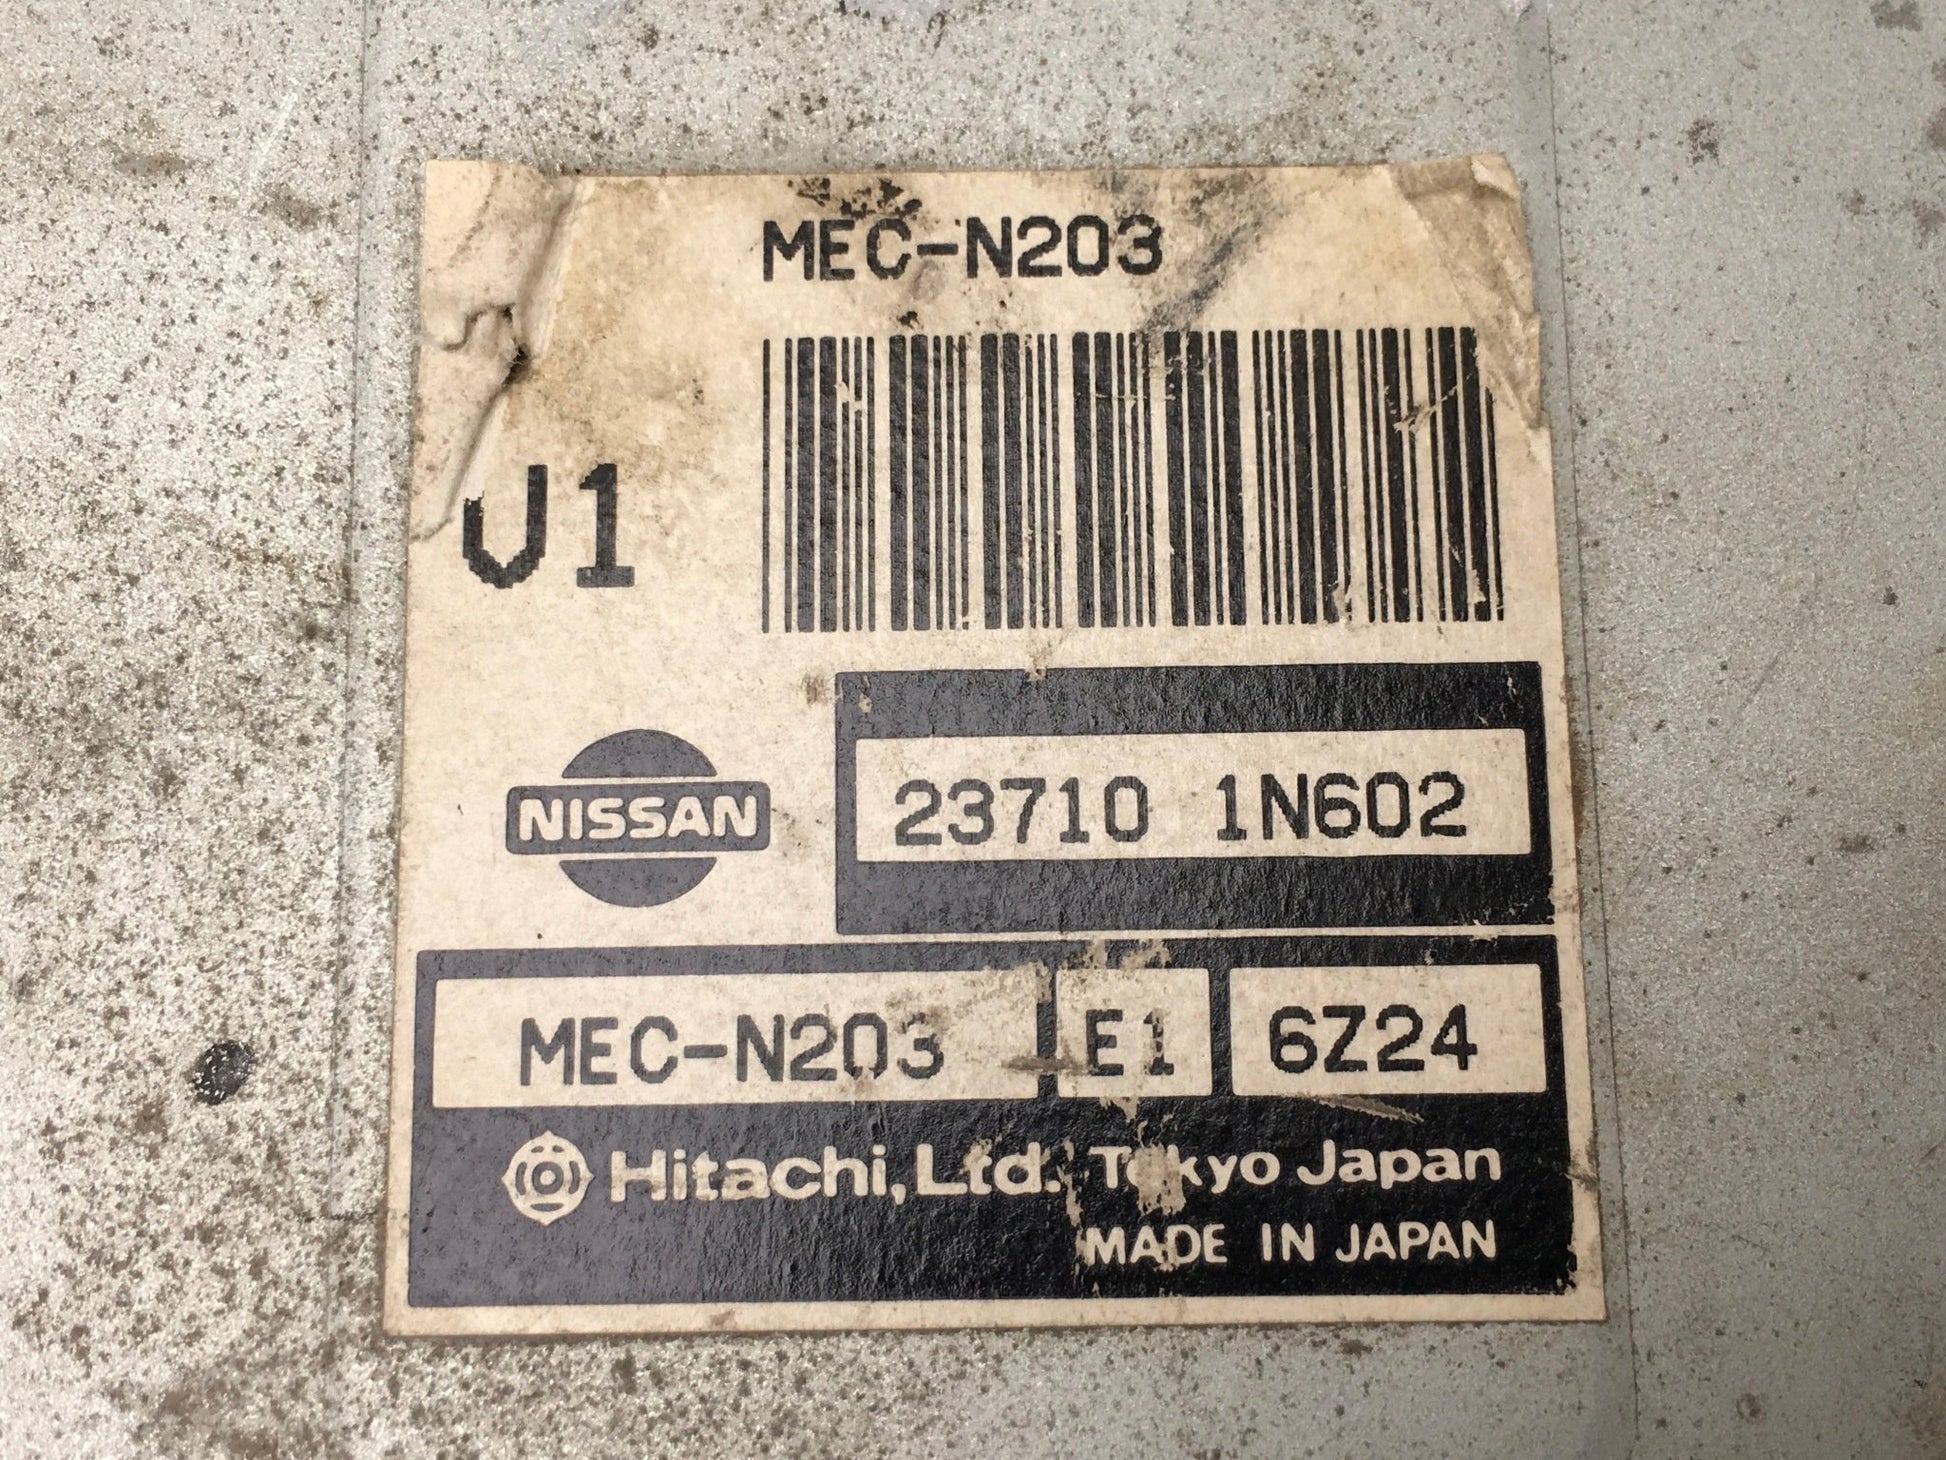 MEC-N203
U1
NISSAN
23710 1N602
MEC-N203 E1 6Z24
Hitachi, Ltd. Tokyo Japan
MADE IN JAPAN